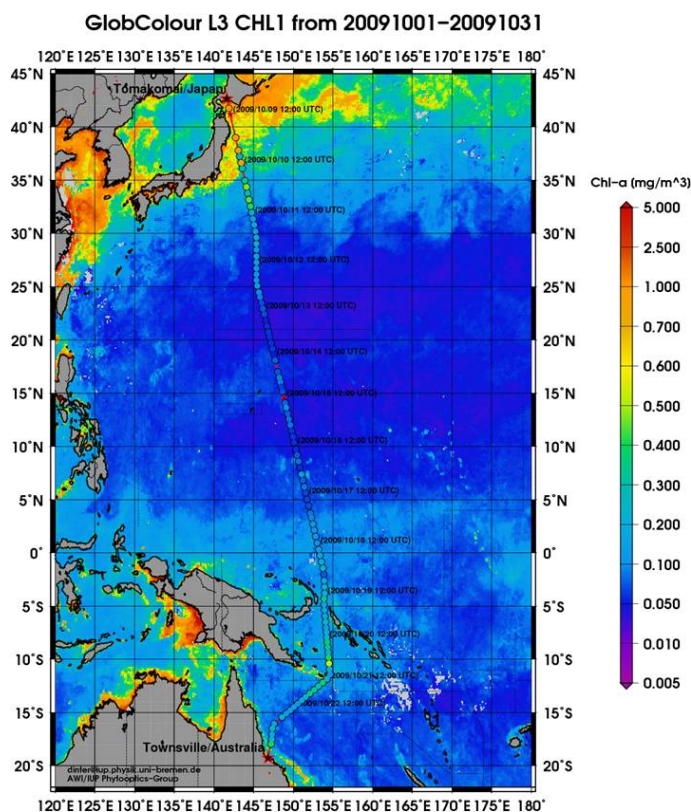 GlobColour L3 CHL1 from 20091001–20091031
120° E 125° E 130° E 135° E 140° E 145° E 150° E 155° E 160° E 165° E 170° E 175° E 180°
45°N 45°N
Tomakomai/Japan
(2009/10/09 12:00 UTC)
40°N 40°N
(2009/10/10 12:00 UTC)
35°N 35°N
(2009/10/11 12:00 UTC)
30°N 30°N
(2009/10/12 12:00 UTC)
25°N 25°N
(2009/10/13 12:00 UTC)
20°N 20°N
(2009/10/14 12:00 UTC)
15°N 15°N
(2009/10/15 12:00 UTC)
10°N 10°N
(2009/10/16 12:00 UTC)
(2009/10/17 12:00 UTC)
5°N 5°N
(2009/10/18 12:00 UTC)
0° 0°
(2009/10/19 12:00 UTC)
5°S 5°S
(2009/10/20 12:00 UTC)
10°S 10°S
2009/10/21 12:00 UTC)
009/10/22 12:00 UTC)
15°S 15°S
Townsville/Australia
20°S 20°S
dinter@iup.physik.uni-bremen.de
AWI/IUP Phytooptics-Group
120° E 125° E 130° E 135° E 140° E 145° E 150° E 155° E 160° E 165° E 170° E 175° E 180°
Chl-a (mg/m^3)
5.000
2.500
1.000
0.700
0.600
0.500
0.400
0.300
0.200
0.100
0.050
0.010
0.005